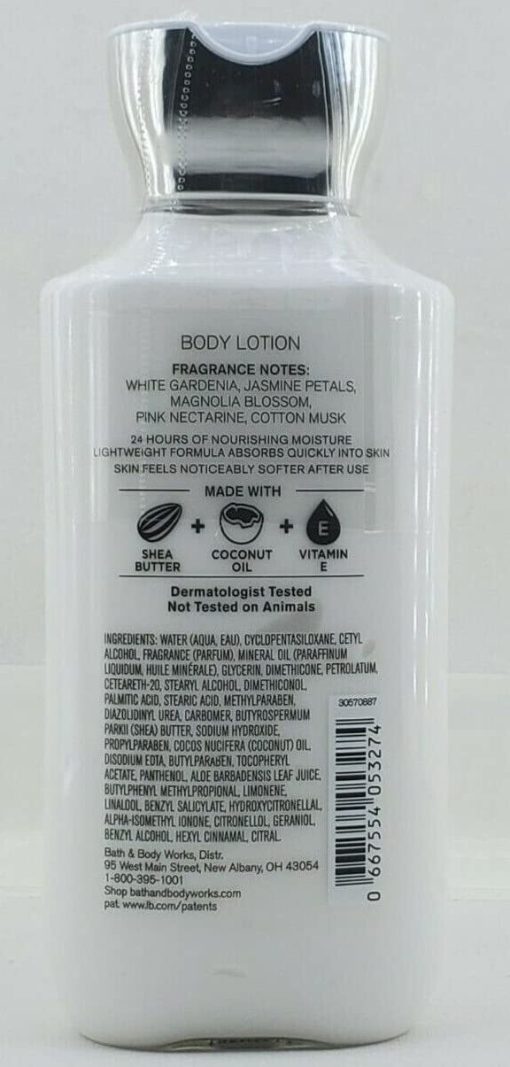 BODY LOTION
FRAGRANCE NOTES:
WHITE GARDENIA, JASMINE PETALS,
MAGNOLIA BLOSSOM,
PINK NECTARINE, COTTON MUSK
24 HOURS OF NOURISHING MOISTURE
LIGHTWEIGHT FORMULA ABSORBS QUICKLY INTO SKIN
SKIN FEELS NOTICEABLY SOFTER AFTER USE
MADE WITH
+ + E
SHEA BUTTER
COCONUT OIL
VITAMIN E
Dermatologist Tested
Not Tested on Animals
INGREDIENTS: WATER (AQUA, EAU), CYCLOPENTASILOXANE, CETYL
ALCOHOL, FRAGRANCE (PARFUM), MINERAL OIL (PARAFFINUM
LIQUIDUM, HUILE MINÉRALE), GLYCERIN, DIMETHICONE, PETROLATUM,
CETEARETH-20, STEARYL ALCOHOL, DIMETHICONOL,
PALMITIC ACID, STEARIC ACID, METHYLPARABEN,
DIAZOLIDINYL UREA, CARBOMER, BUTYROSPERMUM
PARKII (SHEA) BUTTER, SODIUM HYDROXIDE,
PROPYLPARABEN, COCOS NUCIFERA (COCONUT) OIL,
DISODIUM EDTA, BUTYLPARABEN, TOCOPHERYL
ACETATE, PANTHENOL, ALOE BARBADENSIS LEAF JUICE,
BUTYLPHENYL METHYLPROPIONAL, LIMONENE,
LINALOOL, BENZYL SALICYLATE, HYDROXYCITRONELLAL,
ALPHA-ISOMETHYL IONONE, CITRONELLOL, GERANIOL,
BENZYL ALCOHOL, HEXYL CINNAMAL, CITRAL.
Bath & Body Works, Distr.
95 West Main Street, New Albany, OH 43054
1-800-395-1001
Shop bathandbodyworks.com
pat. www.lb.com/patents
30570887
0 667554 053274